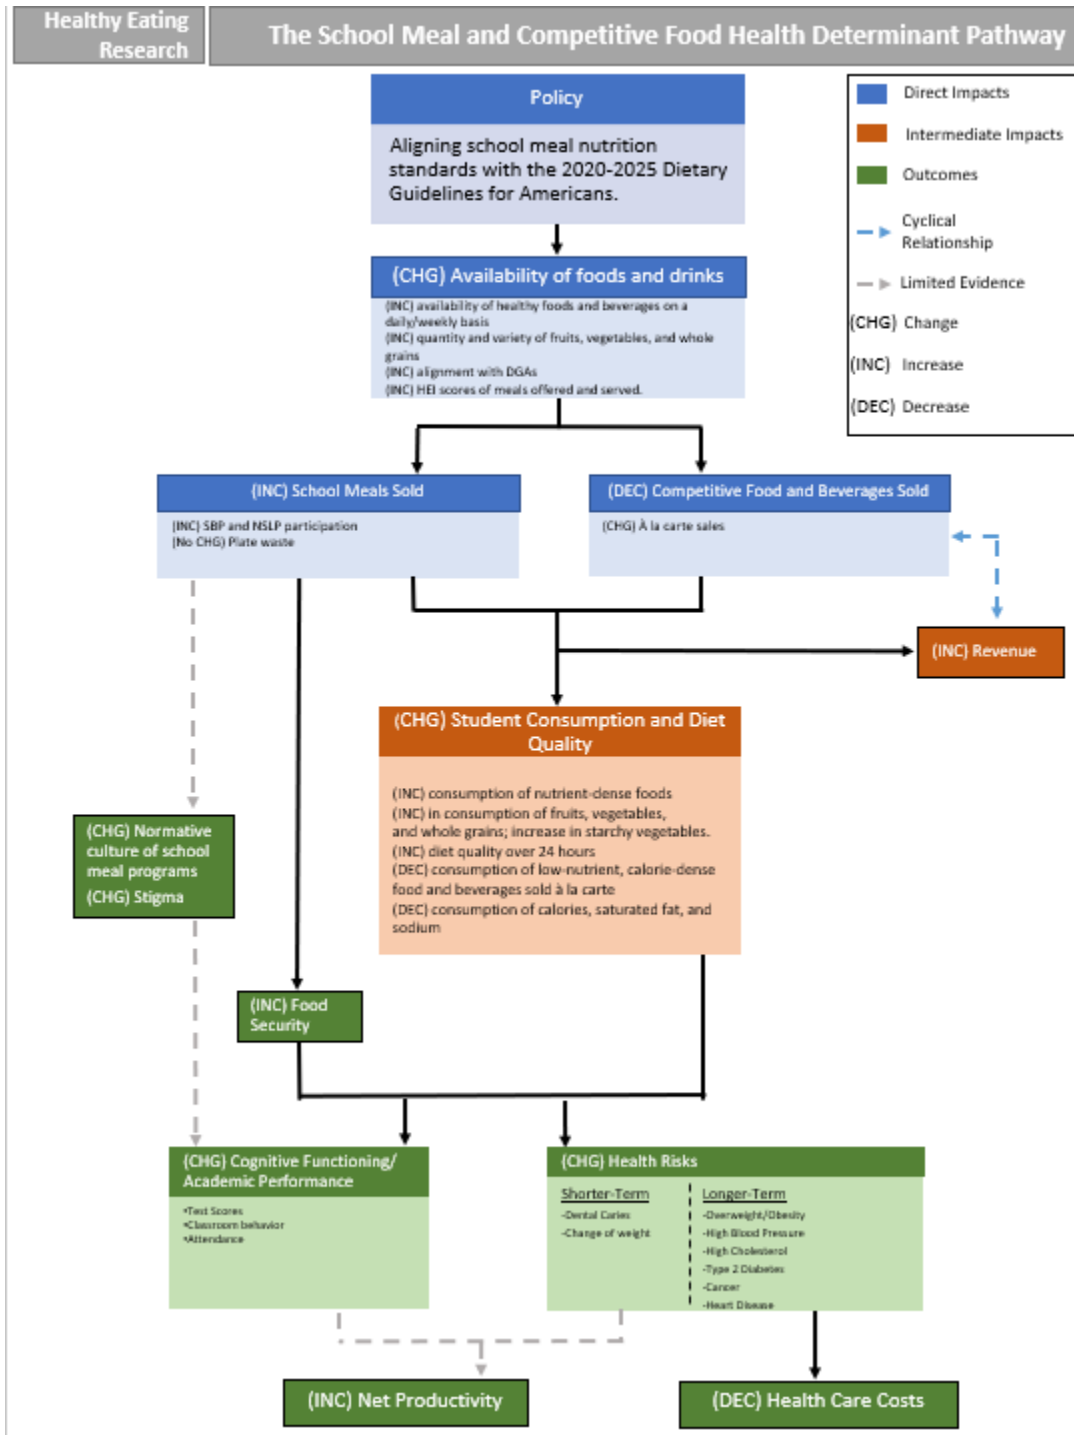 Healthy Eating
Research
The School Meal and Competitive Food Health Determinant Pathway
Policy
Aligning school meal nutrition
standards with the 2020-2025 Dietary
Guidelines for Americans.
Direct Impacts
Intermediate Impacts
Outcomes
Cyclical
Relationship
Limited Evidence
(CHG) Change
(INC) Increase
(DEC) Decrease
(CHG) Availability of foods and drinks
(INC) availability of healthy foods and beverages on a
daily/weekly basis
(INC) quantity and variety of fruits, vegetables, and whole
grains
(INC) alignment with DGAs
(INC) HEI scores of meals offered and served.
(INC) School Meals Sold
(INC) SBP and NSLP participation
(No CHG) Plate waste
(DEC) Competitive Food and Beverages Sold
(CHG) À la carte sales
(INC) Revenue
(CHG) Student Consumption and Diet
Quality
(INC) consumption of nutrient-dense foods
(INC) in consumption of fruits, vegetables,
and whole grains; increase in starchy vegetables.
(INC) diet quality over 24 hours
(DEC) consumption of low-nutrient, calorie-dense
food and beverages sold à la carte
(DEC) consumption of calories, saturated fat, and
sodium
(CHG) Normative
culture of school
meal programs
(CHG) Stigma
(INC) Food
Security
(CHG) Cognitive Functioning/
Academic Performance
•Test Scores
•Classroom behavior
•Attendance
(CHG) Health Risks
Shorter-Term
-Dental Caries
-Change of weight
Longer-Term
-Overweight/Obesity
-High Blood Pressure
-High Cholesterol
-Type 2 Diabetes
-Cancer
-Heart Disease
(INC) Net Productivity
(DEC) Health Care Costs